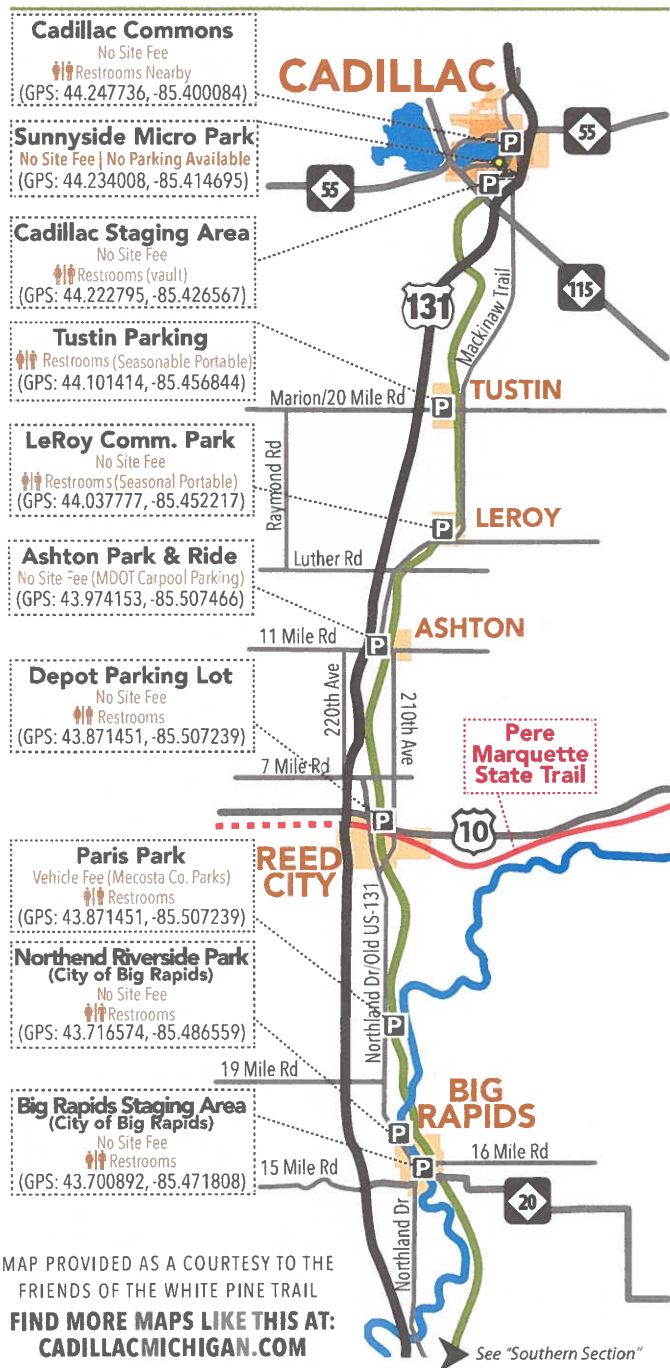 Cadillac Commons
No Site Fee
Restrooms Nearby
(GPS: 44.247736, -85.400084)
Sunnyside Micro Park
No Site Fee | No Parking Available
(GPS: 44.234008, -85.414695)
Cadillac Staging Area
No Site Fee
Restrooms (vault)
(GPS: 44.222795, -85.426567)
Tustin Parking
Restrooms (Seasonable Portable)
(GPS: 44.101414, -85.456844)
LeRoy Comm. Park
No Site Fee
Restrooms (Seasonal Portable)
(GPS: 44.037777, -85.452217)
Ashton Park & Ride
No Site Fee (MDOT Carpool Parking)
(GPS: 43.974153, -85.507466)
Depot Parking Lot
No Site Fee
Restrooms
(GPS: 43.871451, -85.507239)
Paris Park
Vehicle Fee (Mecosta Co. Parks)
Restrooms
(GPS: 43.871451, -85.507239)
Northend Riverside Park
(City of Big Rapids)
No Site Fee
Restrooms
(GPS: 43.716574, -85.486559)
Big Rapids Staging Area
(City of Big Rapids)
No Site Fee
Restrooms
(GPS: 43.700892, -85.471808)
CADILLAC
P
55
55
P
115
131
Mackinaw Trail
TUSTIN
P
Marion/20 Mile Rd
Raymond Rd
LEROY
P
Luther Rd
ASHTON
11 Mile Rd
P
220th Ave
210th Ave
7 Mile Rd
Pere
Marquette
State Trail
P
10
REED
CITY
Northland Dr/Old US-131
P
19 Mile Rd
BIG
RAPIDS
P
16 Mile Rd
P
15 Mile Rd
20
Northland Dr
See "Southern Section"
MAP PROVIDED AS A COURTESY TO THE
FRIENDS OF THE WHITE PINE TRAIL
FIND MORE MAPS LIKE THIS AT:
CADILLACMICHIGAN.COM